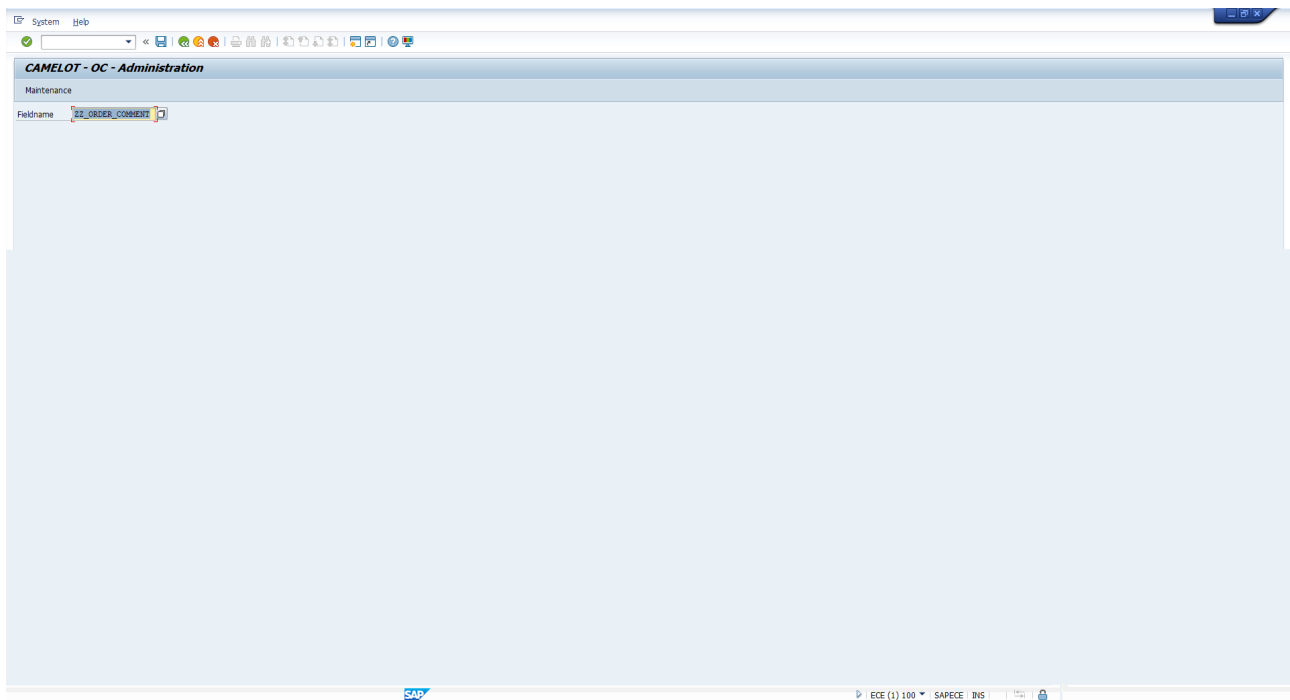 System Help
CAMELOT - OC - Administration
Maintenance
Fieldname ZZ_ORDER_COMMENT
SAP ECE (1) 100 SAPECE INS